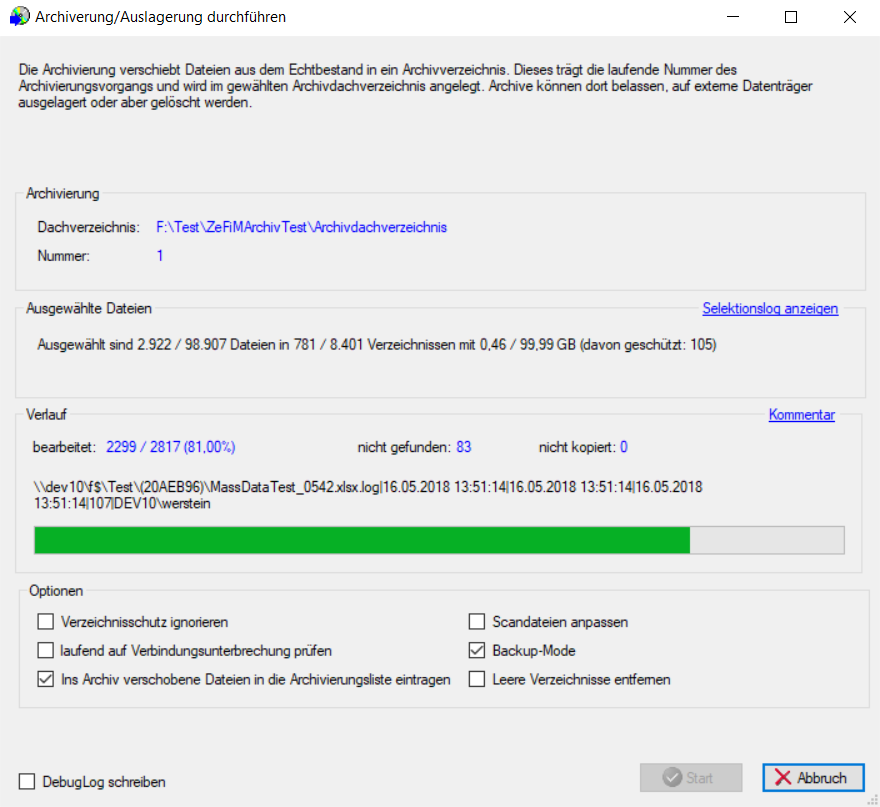 Archiverung/Auslagerung durchführen
Die Archivierung verschiebt Dateien aus dem Echtbestand in ein Archivverzeichnis. Dieses trägt die laufende Nummer des
Archivierungsvorgangs und wird im gewählten Archivdachverzeichnis angelegt. Archive können dort belassen, auf externe Datenträger
ausgelagert oder aber gelöscht werden.
Archivierung
Dachverzeichnis: F:\Test\ZeFiMArchivTest\Archivdachverzeichnis
Nummer: 1
Ausgewählte Dateien Selektionslog anzeigen
Ausgewählt sind 2.922 / 98.907 Dateien in 781 / 8.401 Verzeichnissen mit 0,46 / 99,99 GB (davon geschützt: 105)
Verlauf Kommentar
bearbeitet: 2299 / 2817 (81,00%) nicht gefunden: 83 nicht kopiert: 0
\\dev10\f$\Test\(20AEB96)\MassDataTest_0542.xlsx.log|16.05.2018 13:51:14|16.05.2018 13:51:14|16.05.2018
13:51:14|107|DEV10\werstein
Optionen
Verzeichnisschutz ignorieren Scandateien anpassen
laufend auf Verbindungsunterbrechung prüfen Backup-Mode
Ins Archiv verschobene Dateien in die Archivierungsliste eintragen Leere Verzeichnisse entfernen
DebugLog schreiben Start Abbruch